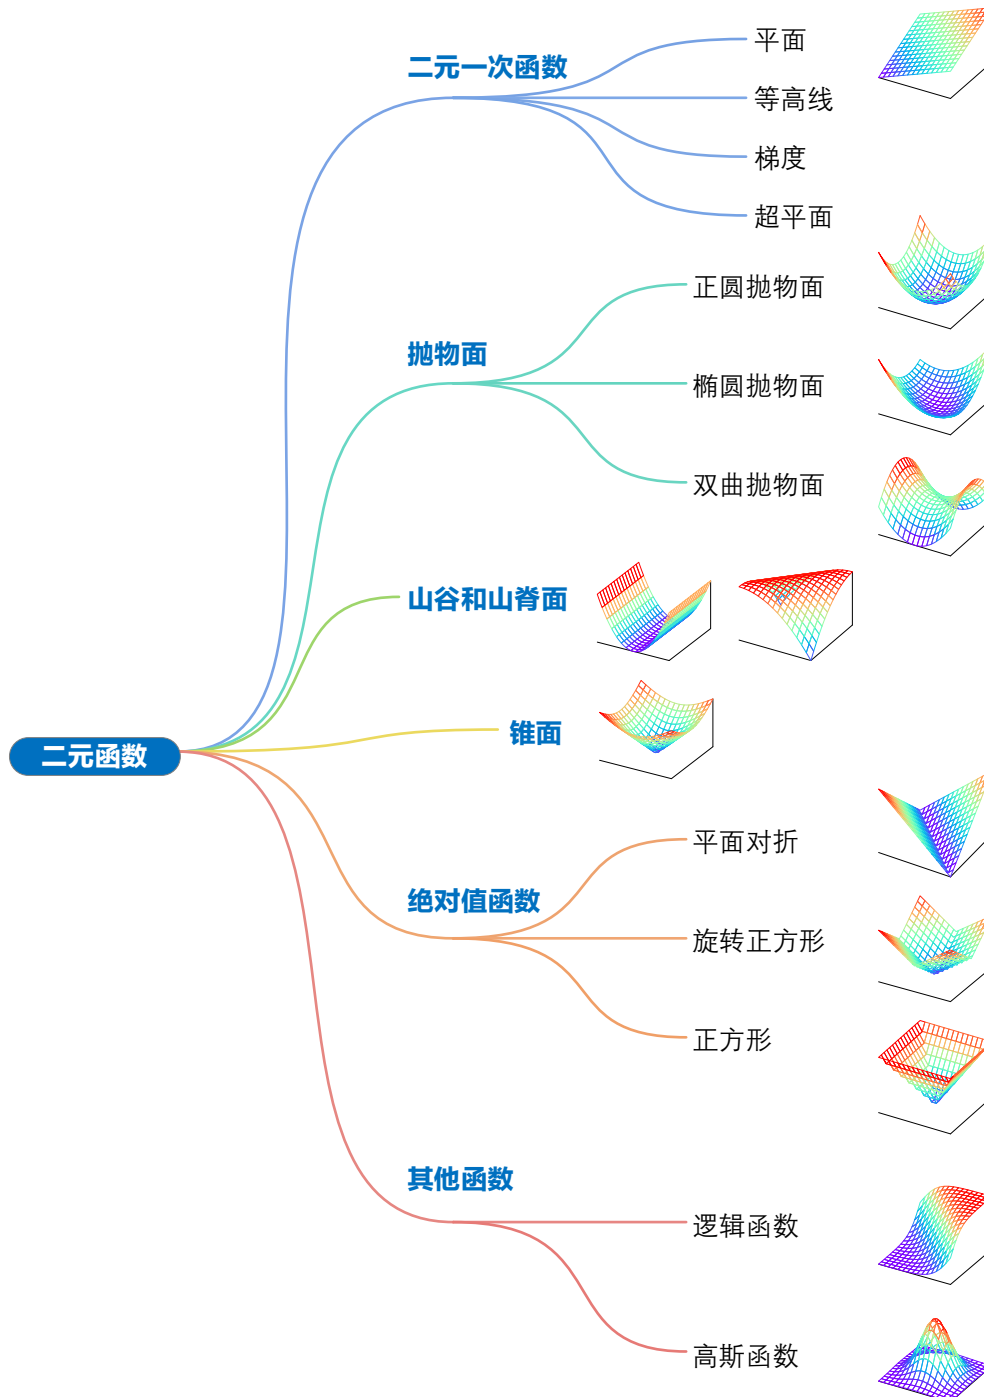 二元一次函数
平面
等高线
梯度
超平面
抛物面
正圆抛物面
椭圆抛物面
双曲抛物面
山谷和山脊面
锥面
二元函数
绝对值函数
平面对折
旋转正方形
正方形
其他函数
逻辑函数
高斯函数